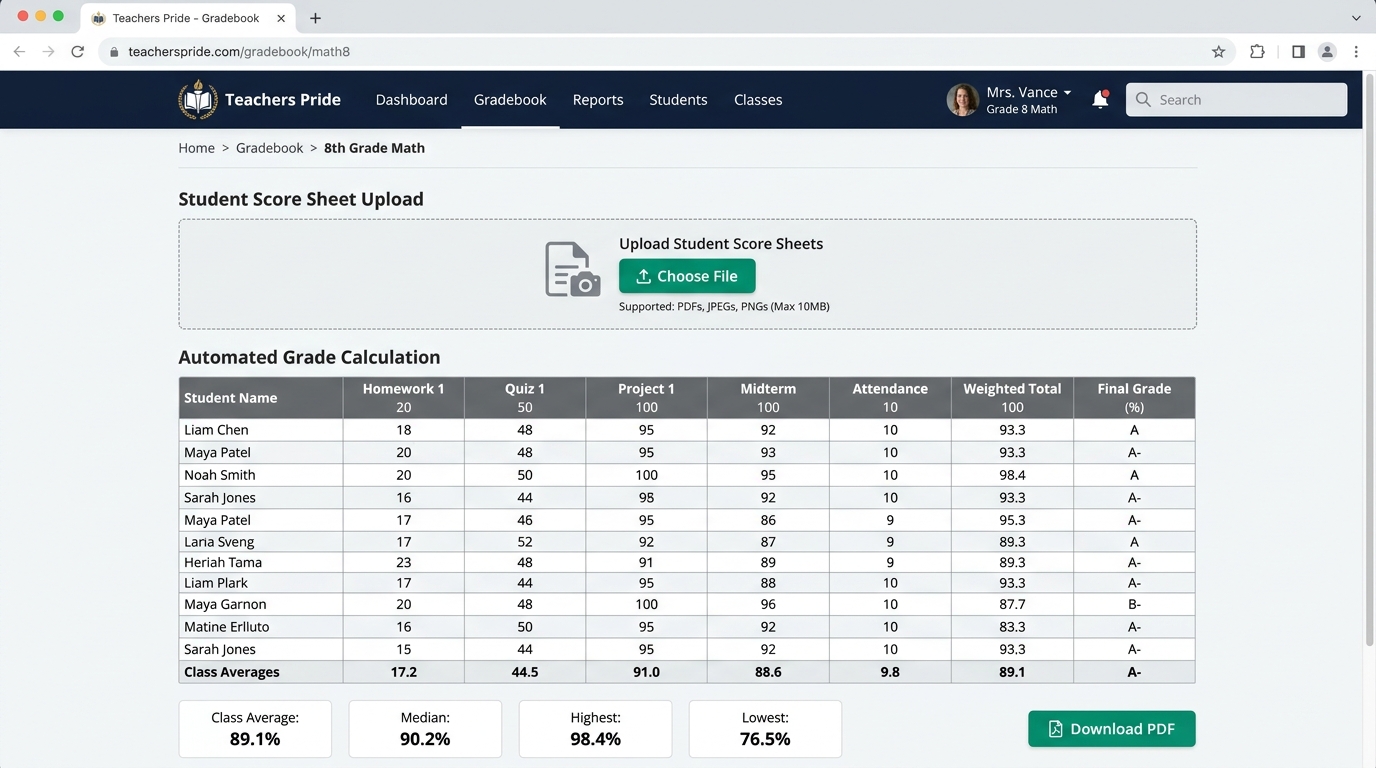 Teachers Pride - Gradebook
teacherspride.com/gradebook/math8
Teachers Pride Dashboard Gradebook Reports Students Classes Mrs. Vance Search
Grade 8 Math
Home > Gradebook > 8th Grade Math
Student Score Sheet Upload
Upload Student Score Sheets
Choose File
Supported: PDFs, JPEGs, PNGs (Max 10MB)
Automated Grade Calculation
Student Name Homework 1 Quiz 1 Project 1 Midterm Attendance Weighted Total Final Grade
20 50 100 100 10 100 (%)
Liam Chen 18 48 95 92 10 93.3 A
Maya Patel 20 48 95 93 10 93.3 A-
Noah Smith 20 50 100 95 10 98.4 A
Sarah Jones 16 44 98 92 10 93.3 A-
Maya Patel 17 46 95 86 9 95.3 A-
Laria Sveng 17 52 92 87 9 89.3 A
Heriah Tama 23 48 91 89 9 89.3 A-
Liam Plark 17 44 95 88 10 93.3 A-
Maya Garnon 20 48 100 96 10 87.7 B-
Matine Erlluto 16 50 95 92 10 83.3 A-
Sarah Jones 15 44 95 92 10 93.3 A-
Class Averages 17.2 44.5 91.0 88.6 9.8 89.1 A-
Class Average: Median: Highest: Lowest:
89.1% 90.2% 98.4% 76.5%
Download PDF